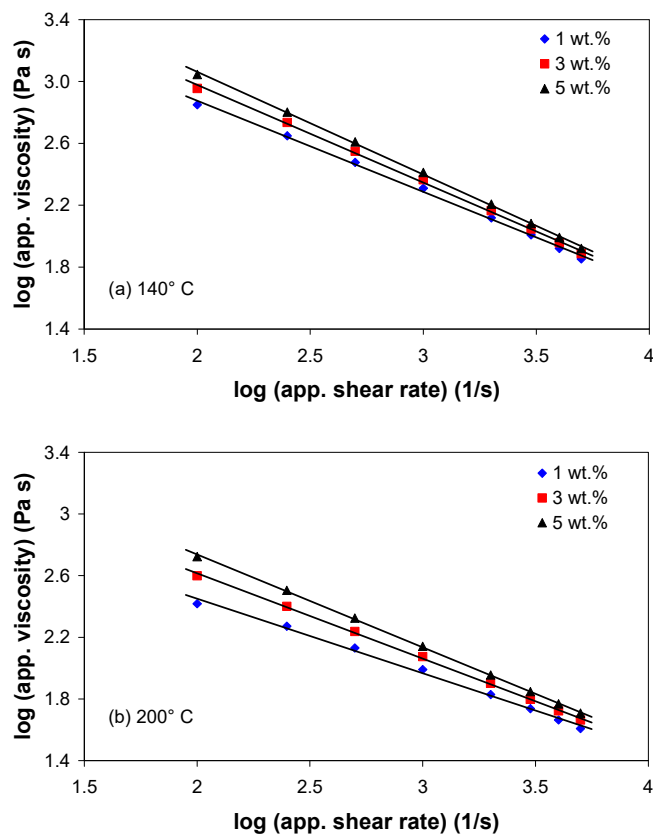 3.4
3.0
2.6
2.2
1.8
1.4
log (app. viscosity) (Pa s)
1 wt.%
3 wt.%
5 wt.%
(a) 140° C
1.5 2 2.5 3 3.5 4
log (app. shear rate) (1/s)
3.4
3
2.6
2.2
1.8
1.4
log (app. viscosity) (Pa s)
1 wt.%
3 wt.%
5 wt.%
(b) 200° C
1.5 2 2.5 3 3.5 4
log (app. shear rate) (1/s)